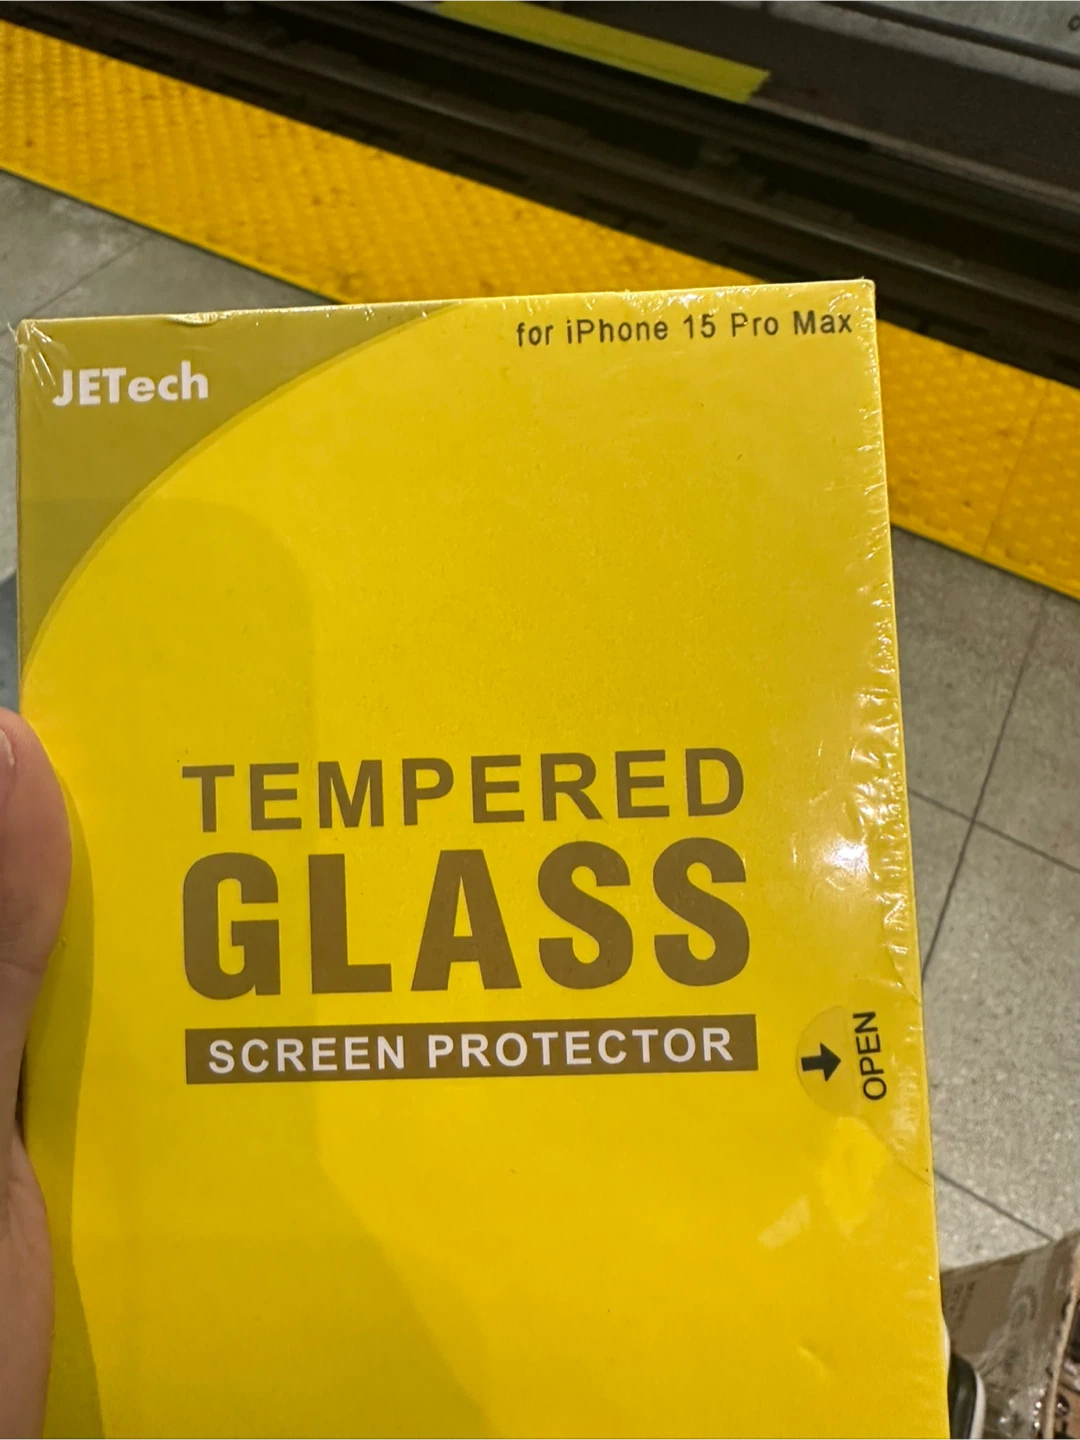 for iPhone 15 Pro Max
JETech
TEMPERED
GLASS
SCREEN PROTECTOR
OPEN